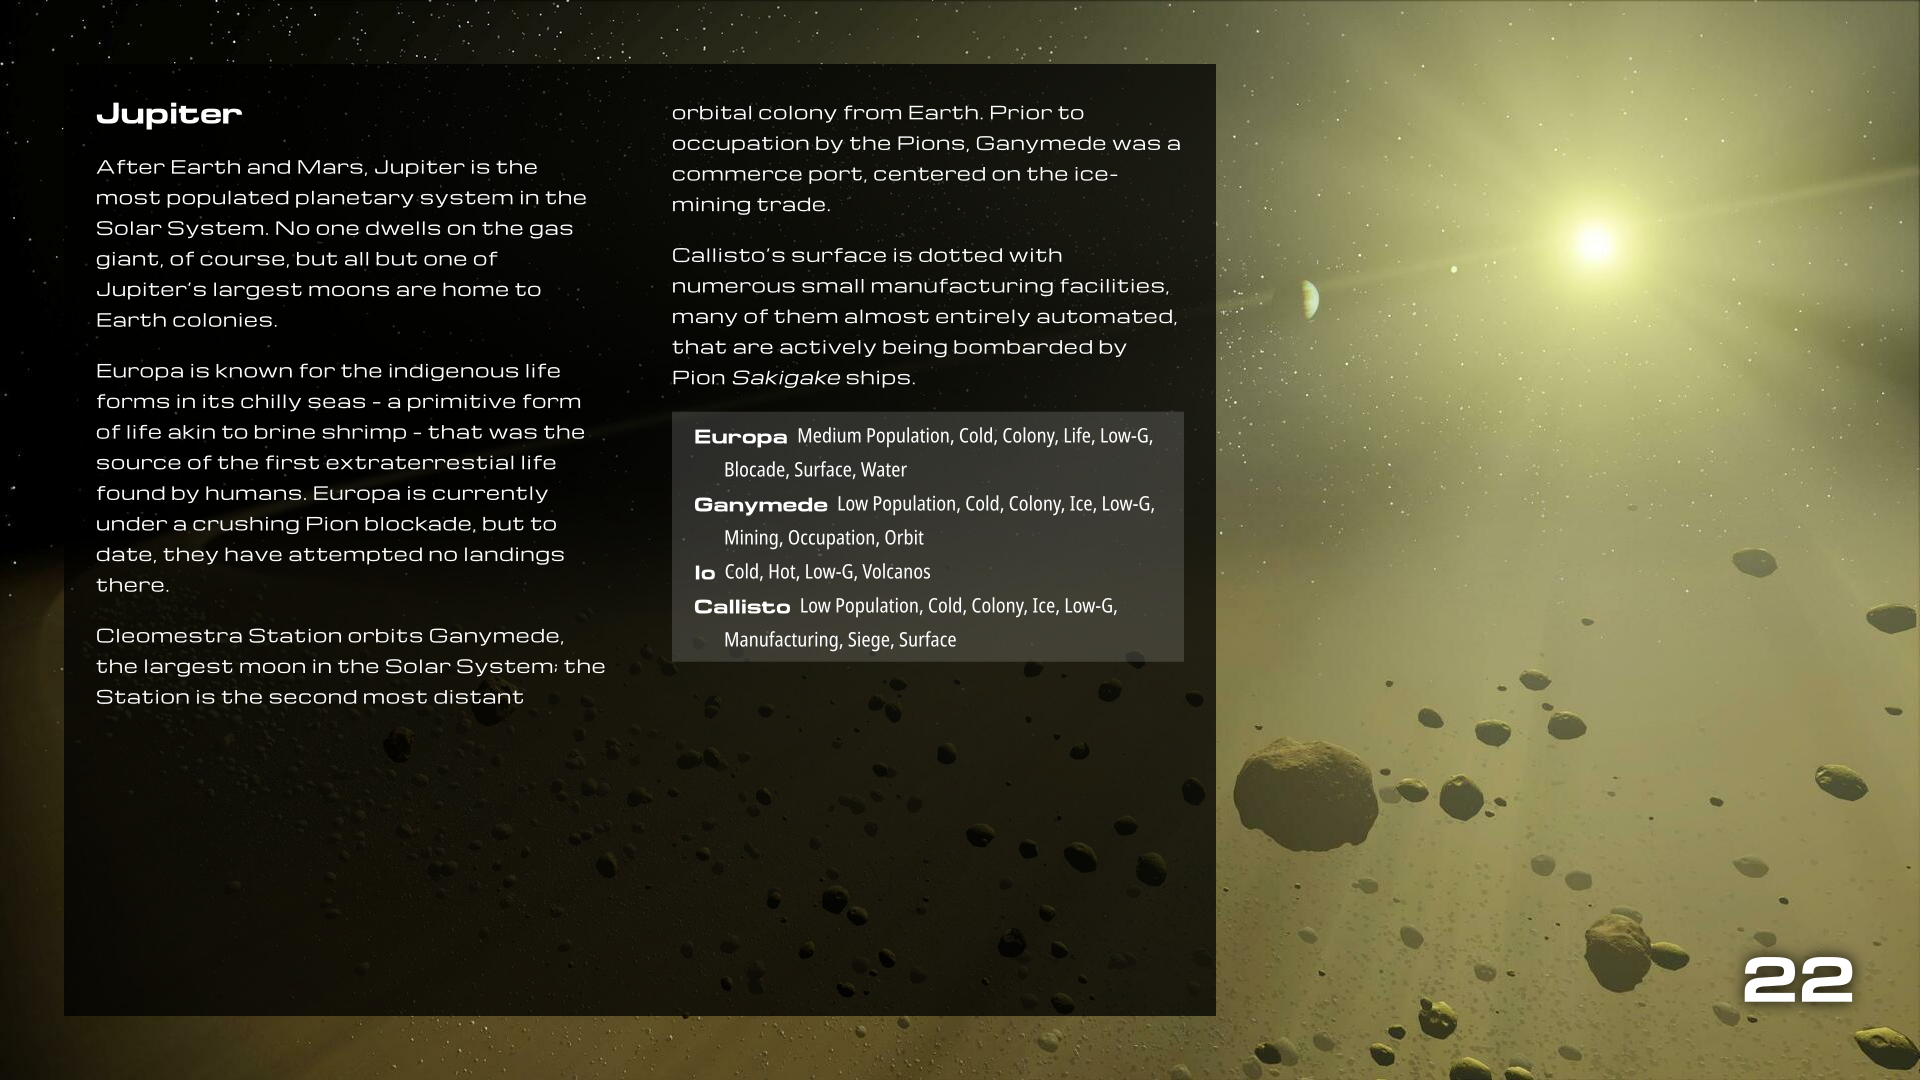 Jupiter
After Earth and Mars, Jupiter is the
most populated planetary system in the
Solar System. No one dwells on the gas
giant, of course, but all but one of
Jupiter's largest moons are home to
Earth colonies.
Europa is known for the indigenous life
forms in its chilly seas - a primitive form
of life akin to brine shrimp - that was the
source of the first extraterrestial life
found by humans. Europa is currently
under a crushing Pion blockade, but to
date, they have attempted no landings
there.
Cleomestra Station orbits Ganymede,
the largest moon in the Solar System; the
Station is the second most distant
orbital colony from Earth. Prior to
occupation by the Pions, Ganymede was a
commerce port, centered on the ice-
mining trade.
Callisto's surface is dotted with
numerous small manufacturing facilities,
many of them almost entirely automated,
that are actively being bombarded by
Pion Sakigake ships.
Europa Medium Population, Cold, Colony, Life, Low-G,
Blocade, Surface, Water
Ganymede Low Population, Cold, Colony, Ice, Low-G,
Mining, Occupation, Orbit
Io Cold, Hot, Low-G, Volcanos
Callisto Low Population, Cold, Colony, Ice, Low-G,
Manufacturing, Siege, Surface
22